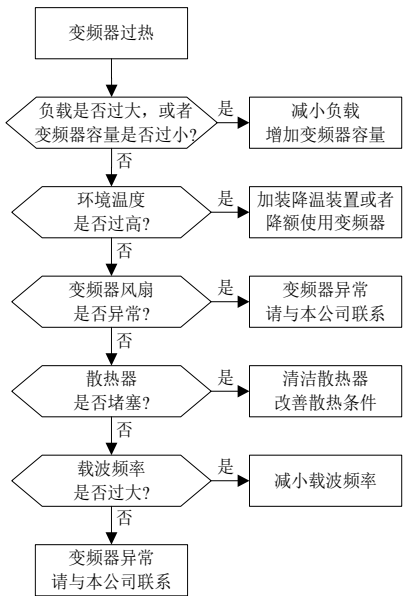 变频器过热
负载是否过大，或者
变频器容量是否过小?
是
减小负载
增加变频器容量
否
环境温度
是否过高?
是
加装降温装置或者
降额使用变频器
否
变频器风扇
是否异常?
是
变频器异常
请与本公司联系
否
散热器
是否堵塞?
是
清洁散热器
改善散热条件
否
载波频率
是否过大?
是
减小载波频率
否
变频器异常
请与本公司联系